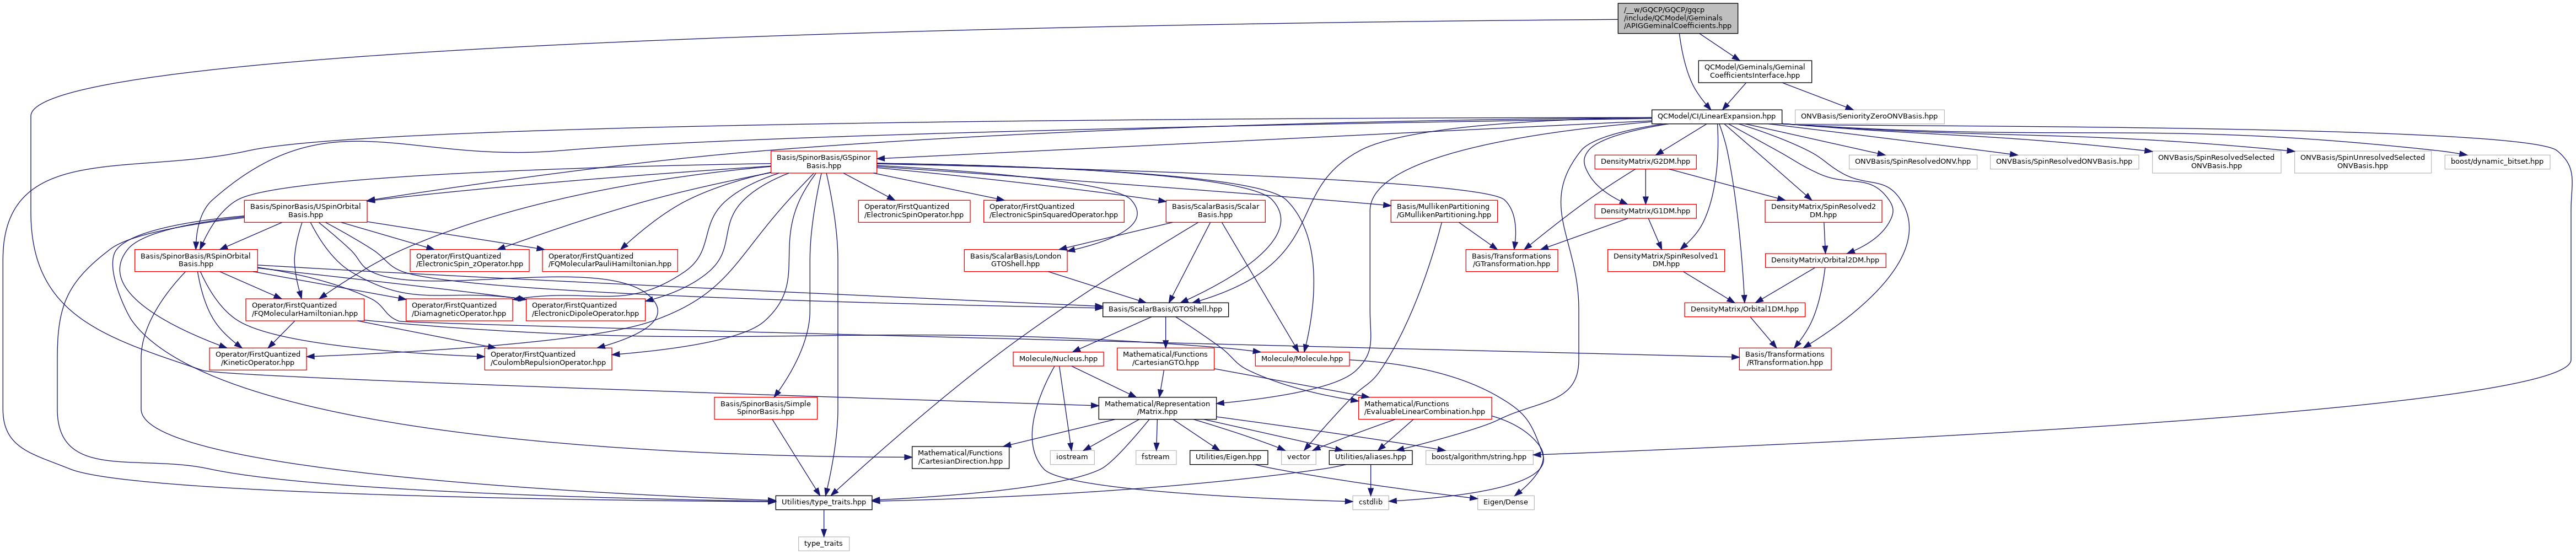 /__w/GQCP/GQCP/gqcp
/include/QCModel/Geminals
/APIGGeminalCoefficients.hpp
QCModel/Geminals/Geminal
CoefficientsInterface.hpp
QCModel/CI/LinearExpansion.hpp
ONVBasis/SeniorityZeroONVBasis.hpp
Basis/SpinorBasis/GSpinor
Basis.hpp
DensityMatrix/G2DM.hpp
ONVBasis/SpinResolvedONV.hpp
ONVBasis/SpinResolvedONVBasis.hpp
ONVBasis/SpinResolvedSelected
ONVBasis.hpp
ONVBasis/SpinUnresolvedSelected
ONVBasis.hpp
boost/dynamic_bitset.hpp
Basis/SpinorBasis/USpinOrbital
Basis.hpp
Operator/FirstQuantized
/ElectronicSpinOperator.hpp
Operator/FirstQuantized
/ElectronicSpinSquaredOperator.hpp
Basis/ScalarBasis/Scalar
Basis.hpp
Basis/MullikenPartitioning
/GMullikenPartitioning.hpp
DensityMatrix/G1DM.hpp
DensityMatrix/SpinResolved2
DM.hpp
Basis/SpinorBasis/RSpinOrbital
Basis.hpp
Operator/FirstQuantized
/ElectronicSpin_zOperator.hpp
Operator/FirstQuantized
/FQMolecularPauliHamiltonian.hpp
Basis/ScalarBasis/London
GTOShell.hpp
Basis/Transformations
/GTransformation.hpp
DensityMatrix/SpinResolved1
DM.hpp
DensityMatrix/Orbital2DM.hpp
Operator/FirstQuantized
/FQMolecularHamiltonian.hpp
Operator/FirstQuantized
/DiamagneticOperator.hpp
Operator/FirstQuantized
/ElectronicDipoleOperator.hpp
Basis/ScalarBasis/GTOShell.hpp
DensityMatrix/Orbital1DM.hpp
Operator/FirstQuantized
/KineticOperator.hpp
Operator/FirstQuantized
/CoulombRepulsionOperator.hpp
Molecule/Nucleus.hpp
Mathematical/Functions
/CartesianGTO.hpp
Molecule/Molecule.hpp
Basis/Transformations
/RTransformation.hpp
Basis/SpinorBasis/Simple
SpinorBasis.hpp
Mathematical/Representation
/Matrix.hpp
Mathematical/Functions
/EvaluableLinearCombination.hpp
Mathematical/Functions
/CartesianDirection.hpp
iostream
fstream
Utilities/Eigen.hpp
vector
Utilities/aliases.hpp
boost/algorithm/string.hpp
Utilities/type_traits.hpp
cstdlib
Eigen/Dense
type_traits